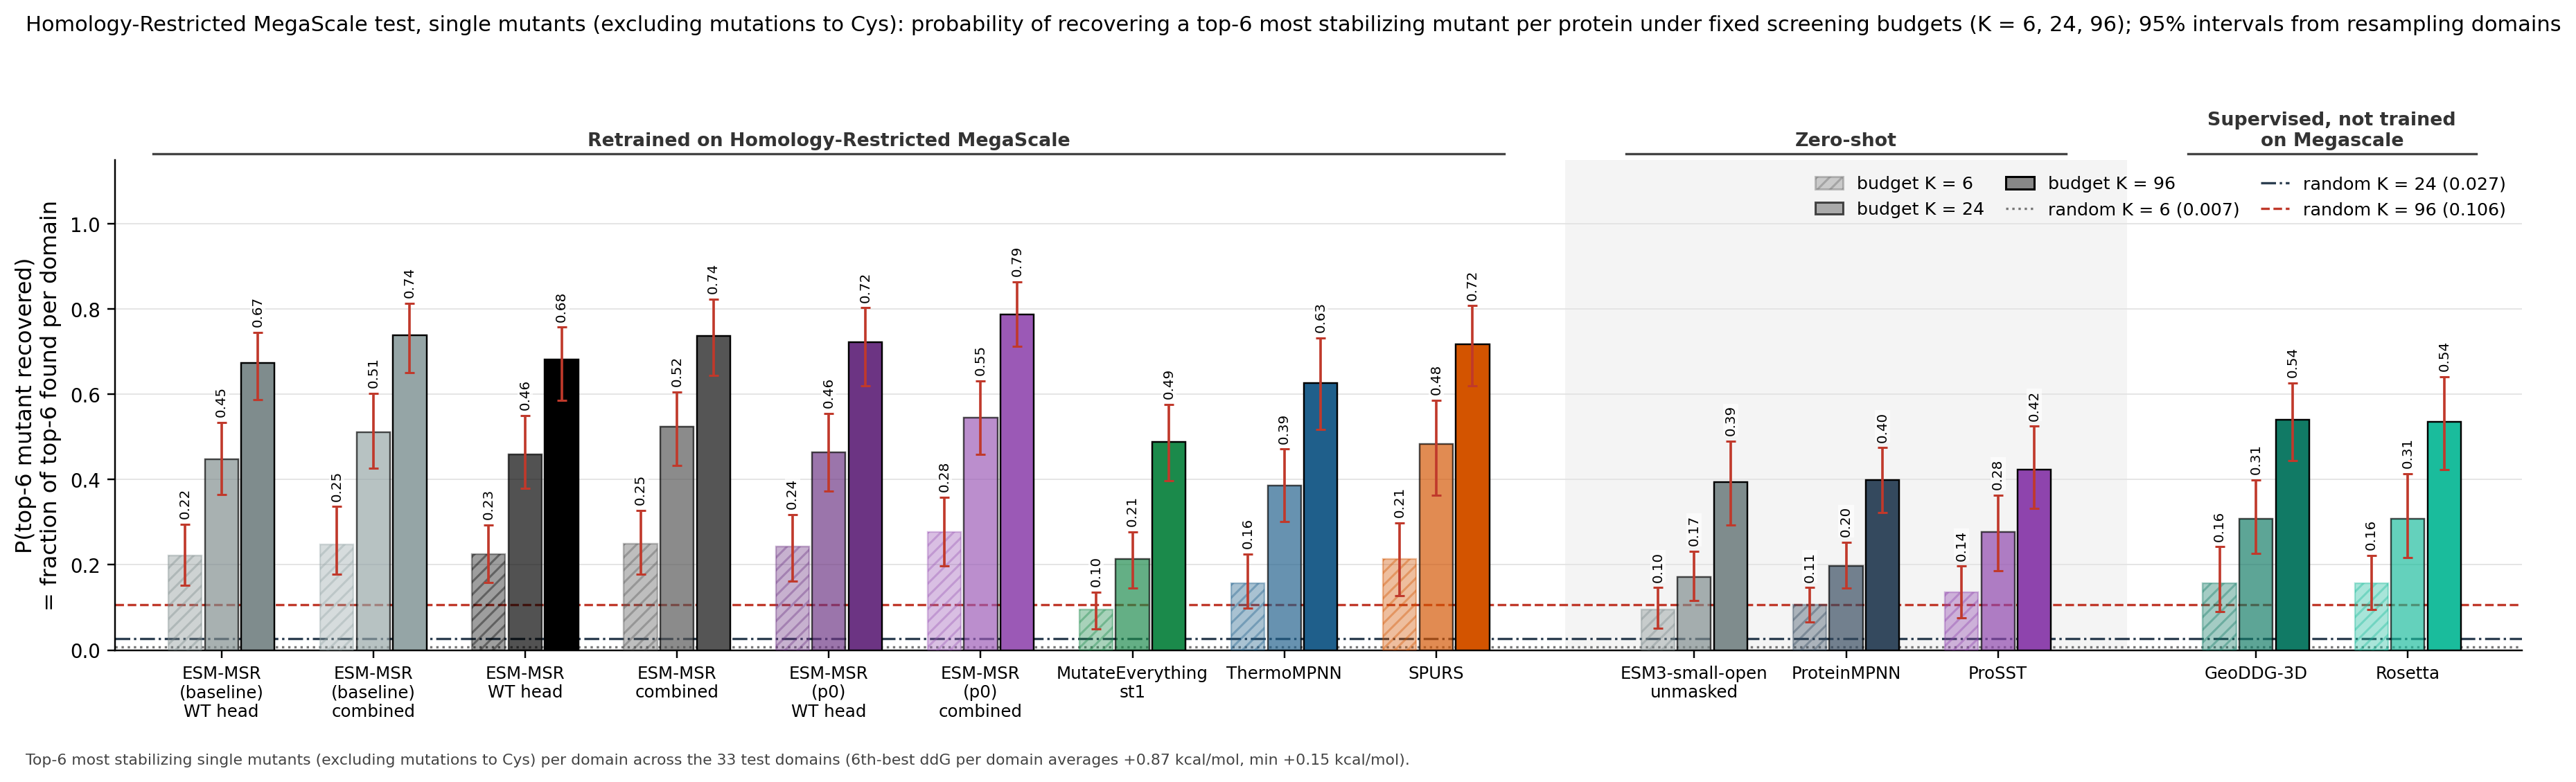 Homology-Restricted MegaScale test, single mutants (excluding mutations to Cys): probability of recovering a top-6 most stabilizing mutant per protein under fixed screening budgets (K = 6, 24, 96); 95% intervals from resampling domains
Retrained on Homology-Restricted MegaScale
Zero-shot
Supervised, not trained
on Megascale
budget K = 6
budget K = 24
budget K = 96
random K = 6 (0.007)
random K = 24 (0.027)
random K = 96 (0.106)
P(top-6 mutant recovered)
= fraction of top-6 found per domain
1.0
0.8
0.6
0.4
0.2
0.0
0.22
0.45
0.67
0.25
0.51
0.74
0.23
0.46
0.68
0.25
0.52
0.74
0.24
0.46
0.72
0.28
0.55
0.79
0.10
0.21
0.49
0.16
0.39
0.63
0.21
0.48
0.72
0.10
0.17
0.39
0.11
0.20
0.40
0.14
0.28
0.42
0.16
0.31
0.54
0.16
0.31
0.54
ESM-MSR
(baseline)
WT head
ESM-MSR
(baseline)
combined
ESM-MSR
WT head
ESM-MSR
combined
ESM-MSR
(p0)
WT head
ESM-MSR
(p0)
combined
MutateEverything
st1
ThermoMPNN
SPURS
ESM3-small-open
unmasked
ProteinMPNN
ProSST
GeoDDG-3D
Rosetta
Top-6 most stabilizing single mutants (excluding mutations to Cys) per domain across the 33 test domains (6th-best ddG per domain averages +0.87 kcal/mol, min +0.15 kcal/mol).